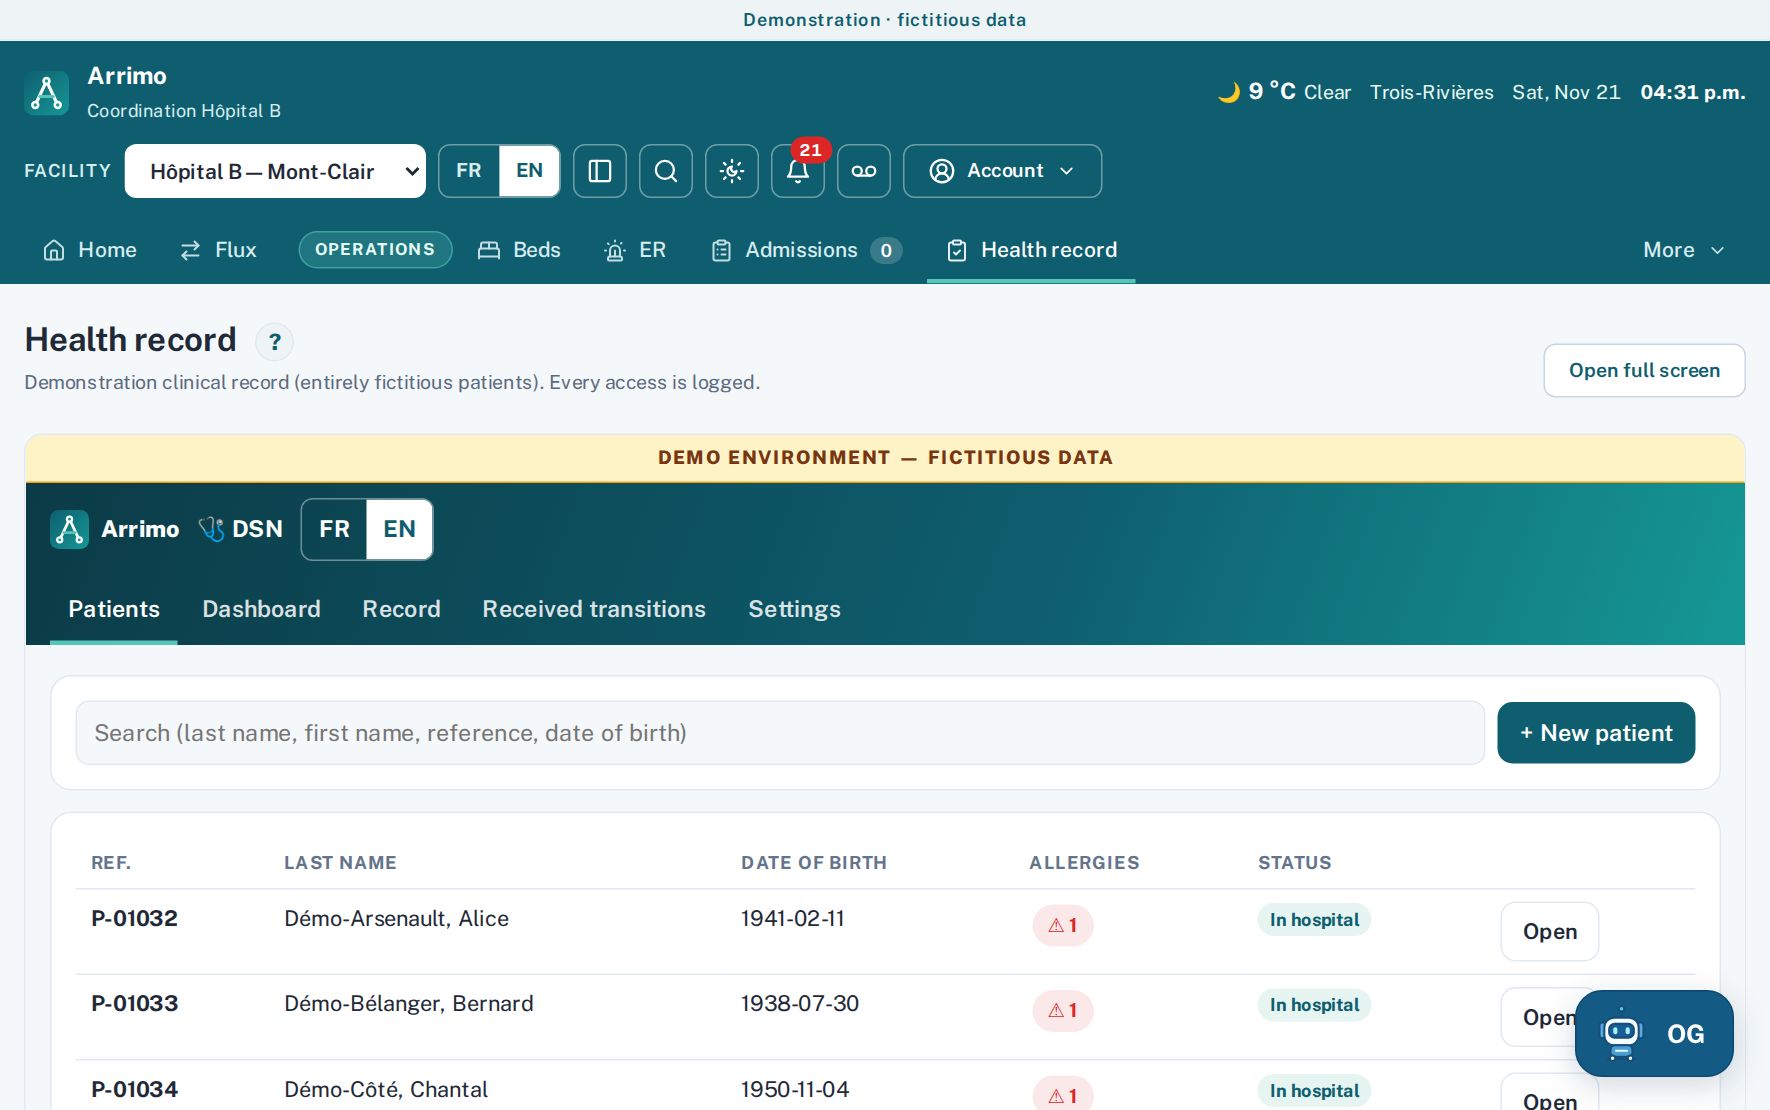 Demonstration · fictitious data
Arrimo
Coordination Hôpital B
9 °C Clear Trois-Rivières Sat, Nov 21 04:31 p.m.
FACILITY Hôpital B — Mont-Clair FR EN 21 Account
Home Flux OPERATIONS Beds ER Admissions 0 Health record More
Health record ?
Demonstration clinical record (entirely fictitious patients). Every access is logged.
Open full screen
DEMO ENVIRONMENT — FICTITIOUS DATA
Arrimo DSN FR EN
Patients Dashboard Record Received transitions Settings
Search (last name, first name, reference, date of birth) + New patient
REF. LAST NAME DATE OF BIRTH ALLERGIES STATUS
P-01032 Démo-Arsenault, Alice 1941-02-11 ⚠ 1 In hospital Open
P-01033 Démo-Bélanger, Bernard 1938-07-30 ⚠ 1 In hospital Open
OG
P-01034 Démo-Côté, Chantal 1950-11-04 ⚠ 1 In hospital Open